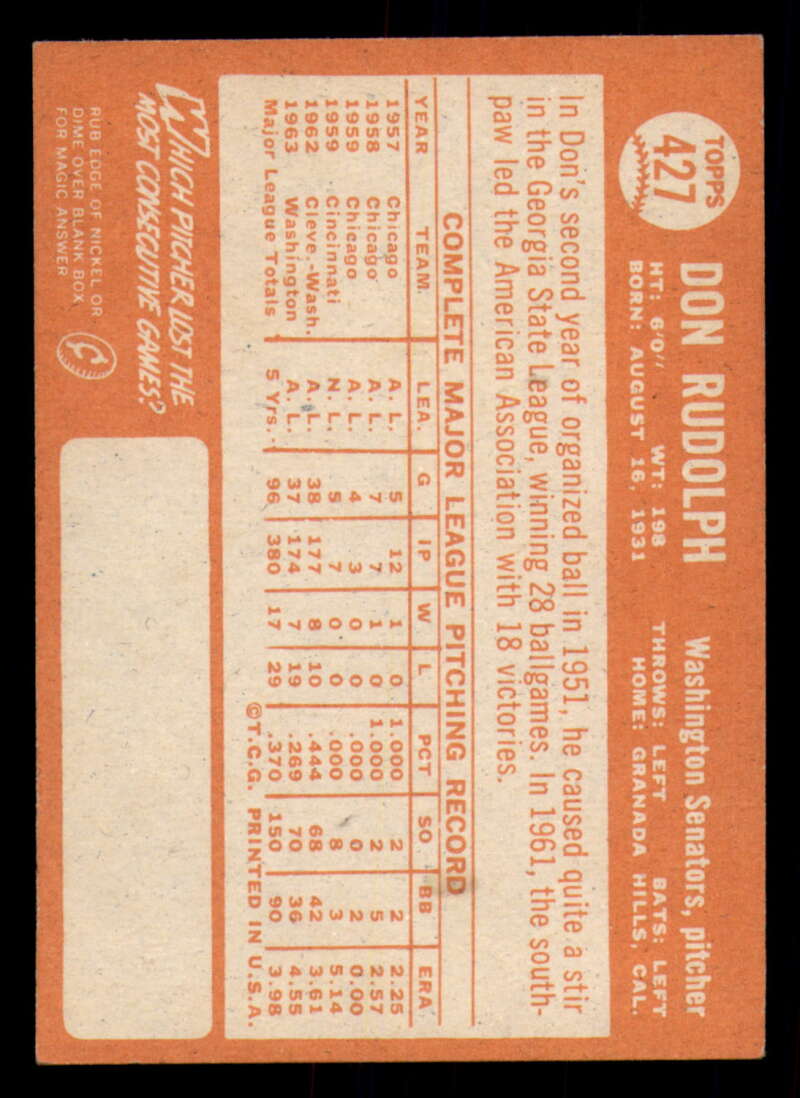 TOPPS
427
DON RUDOLPH
Washington Senators, pitcher
HT: 6'0" WT: 198 THROWS: LEFT BATS: LEFT
BORN: AUGUST 16, 1931 HOME: GRANADA HILLS, CAL.
In Don's second year of organized ball in 1951, he caused quite a stir
in the Georgia State League, winning 28 ballgames. In 1961, the south-
paw led the American Association with 18 victories.
COMPLETE MAJOR LEAGUE PITCHING RECORD
YEAR TEAM. LEA. G IP W L PCT SO BB ERA
1957 Chicago A. L. 5 12 1 0 1.000 2 2 2.25
1958 Chicago A. L. 7 7 1 0 1.000 2 5 2.57
1959 Chicago A. L. 4 3 0 0 .000 0 2 0.00
1959 Cincinnati N. L. 5 7 0 0 .000 8 3 5.14
1962 Cleve.-Wash. A. L. 38 177 8 10 .444 68 42 3.61
1963 Washington A. L. 37 174 7 19 .269 70 36 4.55
Major League Totals 5 Yrs. 96 380 17 29 .370 150 90 3.98
©T.C.G. PRINTED IN U.S.A.
WHICH PITCHER LOST THE
MOST CONSECUTIVE GAMES?
RUB EDGE OF NICKEL OR
DIME OVER BLANK BOX
FOR MAGIC ANSWER